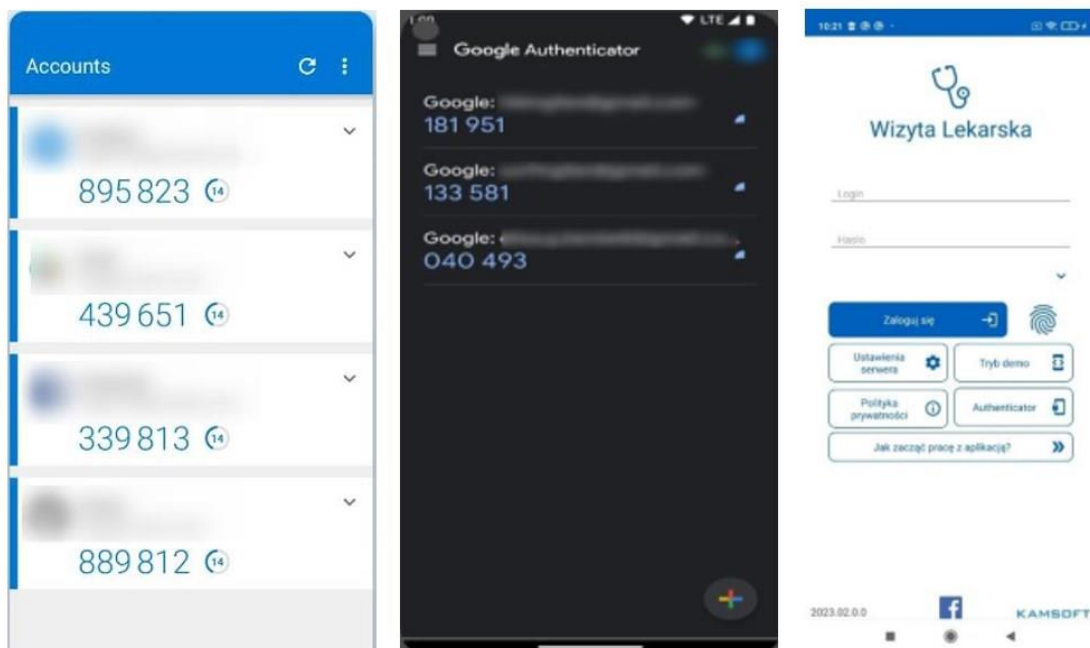 Accounts
895 823 14
439 651 14
339 813 14
889 812 14
LTE
Google Authenticator
Google:
181 951
Google:
133 581
Google:
040 493
10:21
Wizyta Lekarska
Login
Hasło
Zaloguj się
Ustawienia
serwera
Tryb demo
Polityka
prywatności
Authenticator
Jak zacząć pracę z aplikacją?
2023.02.0.0
KAMSOFT